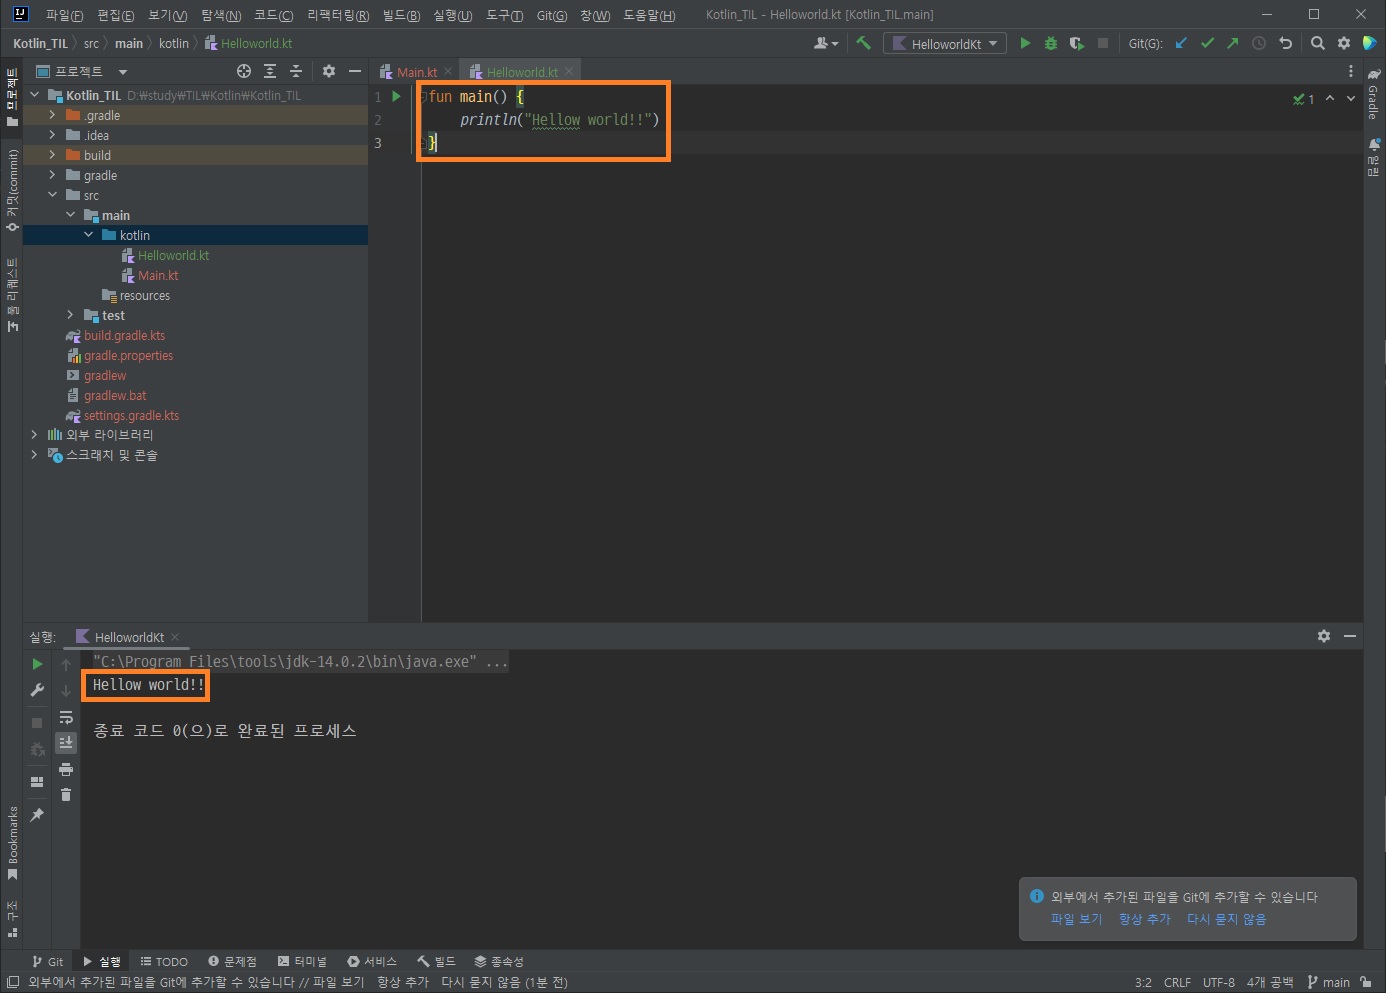 파일(F) 편집(E) 보기(V) 탐색(N) 코드(C) 리팩터링(R) 빌드(B) 실행(U) 도구(T) Git(G) 창(W) 도움말(H) Kotlin_TIL - Helloworld.kt [Kotlin_TIL.main]
Kotlin_TIL src main kotlin Helloworld.kt HelloworldKt Git(G):
프로젝트 Main.kt Helloworld.kt
Kotlin_TIL D:₩study₩TIL₩Kotlin₩Kotlin_TIL
.gradle
.idea
build
gradle
src
main
kotlin
Helloworld.kt
Main.kt
resources
test
build.gradle.kts
gradle.properties
gradlew
gradlew.bat
settings.gradle.kts
외부 라이브러리
스크래치 및 콘솔
프로젝트
커밋(commit)
풀 리퀘스트
Bookmarks
구조
1 fun main() {
2 println("Hellow world!!")
3 }
1
Gradle
알림
실행: HelloworldKt
"C:\Program Files\tools\jdk-14.0.2\bin\java.exe" ...
Hellow world!!
종료 코드 0(으)로 완료된 프로세스
외부에서 추가된 파일을 Git에 추가할 수 있습니다
파일 보기 항상 추가 다시 묻지 않음
Git 실행 TODO 문제점 터미널 서비스 빌드 종속성
외부에서 추가된 파일을 Git에 추가할 수 있습니다 // 파일 보기 항상 추가 다시 묻지 않음 (1분 전) 3:2 CRLF UTF-8 4개 공백 main